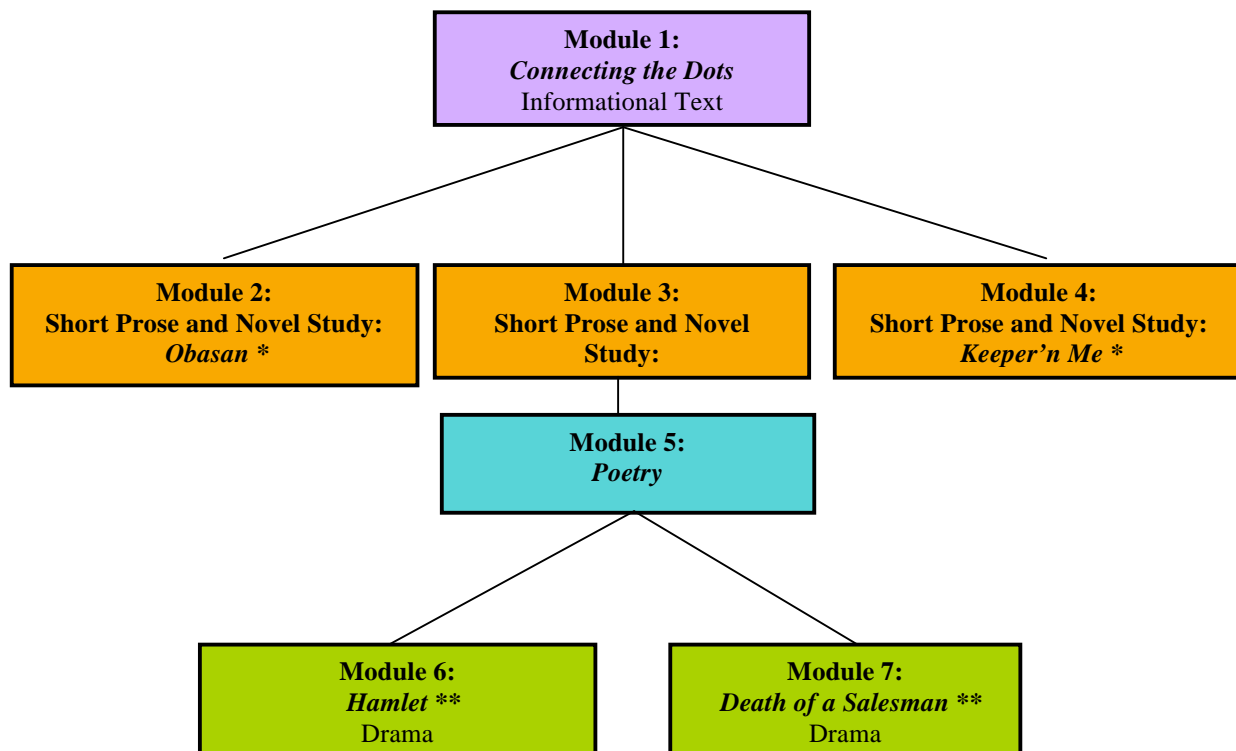 Module 1:
Connecting the Dots
Informational Text
Module 2:
Short Prose and Novel Study:
Obasan *
Module 3:
Short Prose and Novel
Study:
Module 4:
Short Prose and Novel Study:
Keeper’n Me *
Module 5:
Poetry
Module 6:
Hamlet **
Drama
Module 7:
Death of a Salesman **
Drama